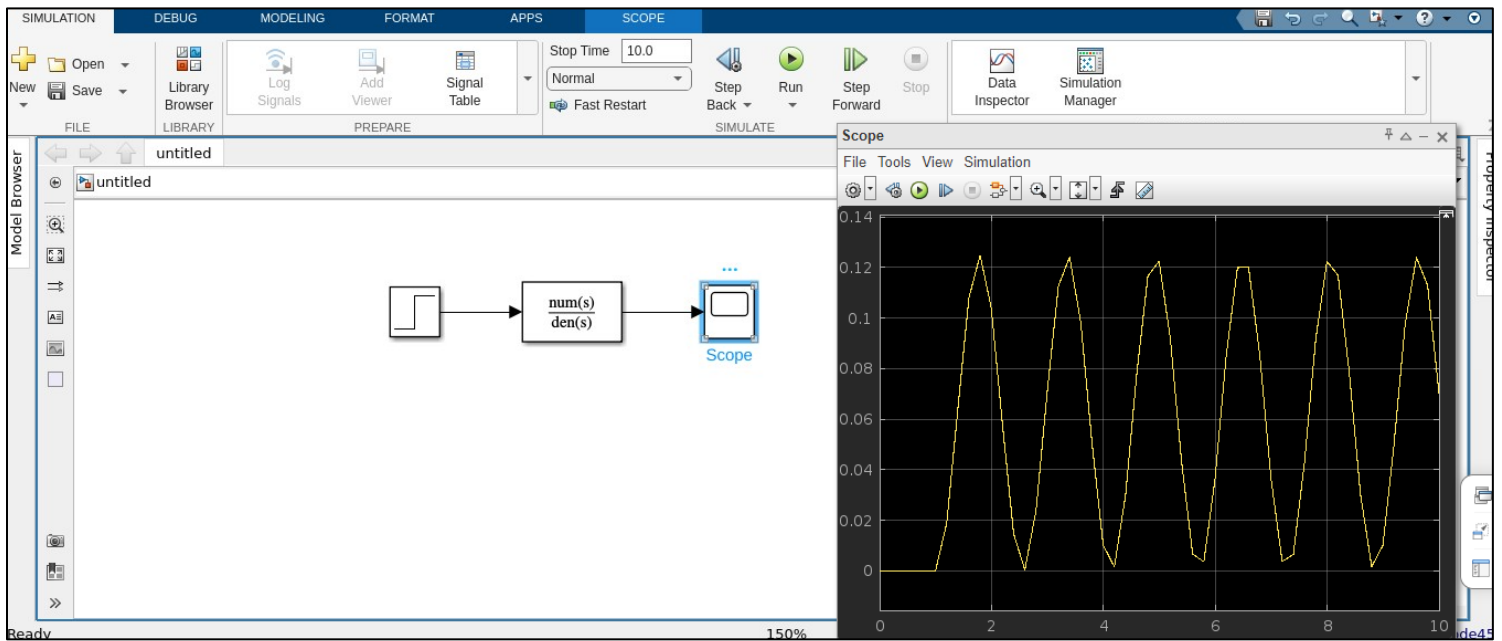 SIMULATION DEBUG MODELING FORMAT APPS SCOPE
New Open Save
Library Browser
Log Signals
Add Viewer
Signal Table
Stop Time 10.0
Normal
Fast Restart
Step Back
Run
Step Forward
Stop
Data Inspector
Simulation Manager
FILE LIBRARY PREPARE SIMULATE
Model Browser
untitled
untitled
num(s)
den(s)
...
Scope
Scope
File Tools View Simulation
0.14
0.12
0.1
0.08
0.06
0.04
0.02
0
0 2 4 6 8 10
Property Inspector
Ready 150% de45